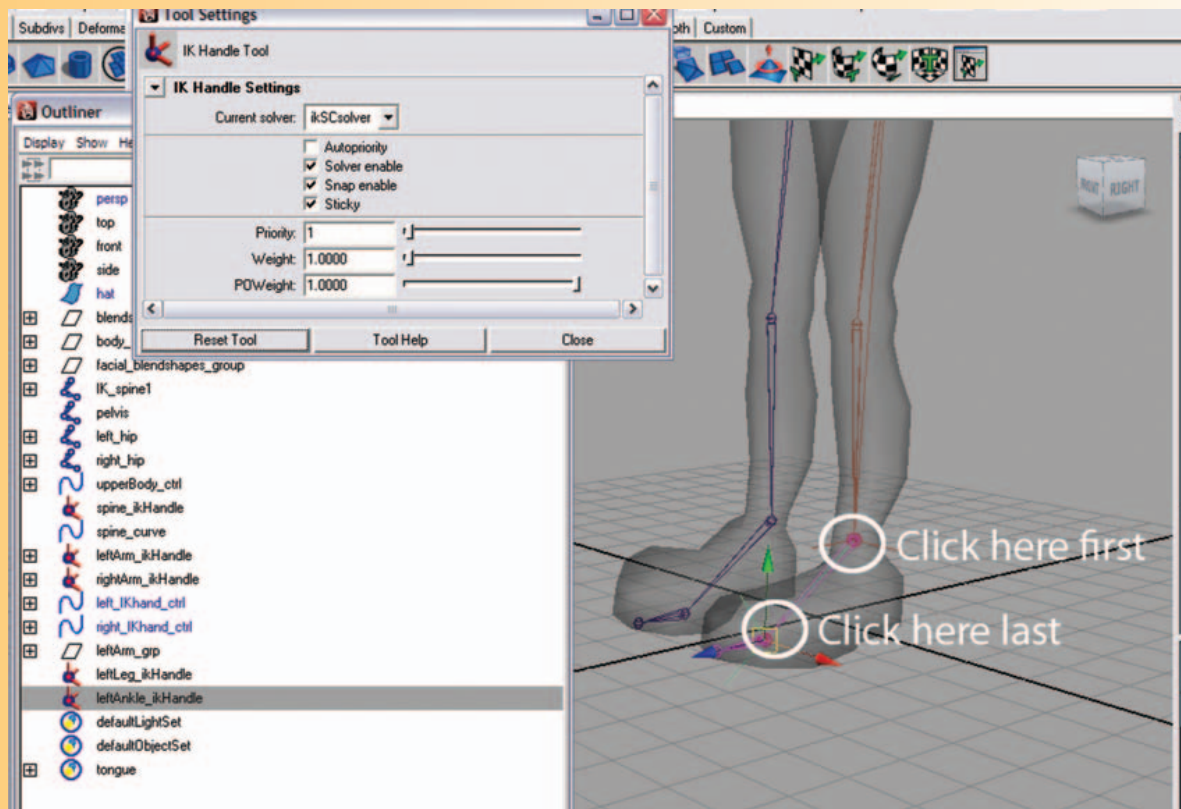 Tool Settings
Subdivs Deforma
Custom
IK Handle Tool
IK Handle Settings
Current solver: ikSCsolver
Autopriority
Solver enable
Snap enable
Sticky
Priority: 1
Weight: 1.0000
POWeight: 1.0000
Reset Tool Tool Help Close
Outliner
Display Show He
persp
top
front
side
hat
blends
body_
facial_blendshapes_group
IK_spine1
pelvis
left_hip
right_hip
upperBody_ctrl
spine_ikHandle
spine_curve
leftArm_ikHandle
rightArm_ikHandle
left_IKhand_ctrl
right_IKhand_ctrl
leftArm_grp
leftLeg_ikHandle
leftAnkle_ikHandle
defaultLightSet
defaultObjectSet
tongue
RIGHT
Click here first
Click here last